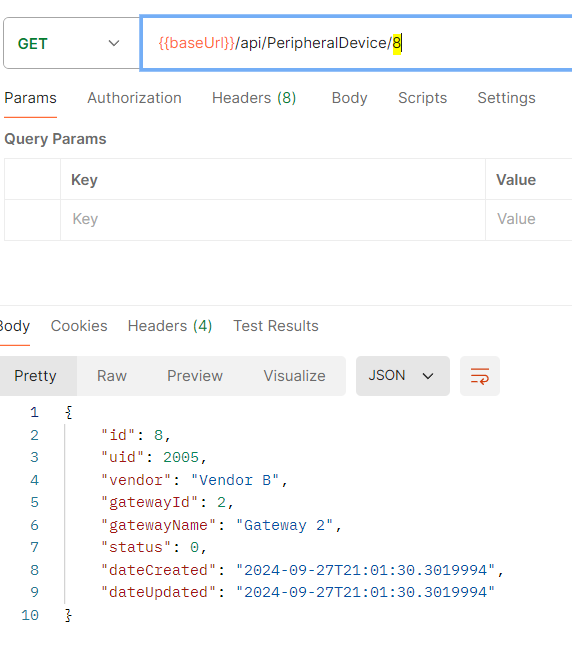 GET {{baseUrl}}/api/PeripheralDevice/8
Params Authorization Headers (8) Body Scripts Settings
Query Params
Key Value
Key Value
Body Cookies Headers (4) Test Results
Pretty Raw Preview Visualize JSON
1 {
2 "id": 8,
3 "uid": 2005,
4 "vendor": "Vendor B",
5 "gatewayId": 2,
6 "gatewayName": "Gateway 2",
7 "status": 0,
8 "dateCreated": "2024-09-27T21:01:30.3019994",
9 "dateUpdated": "2024-09-27T21:01:30.3019994"
10 }